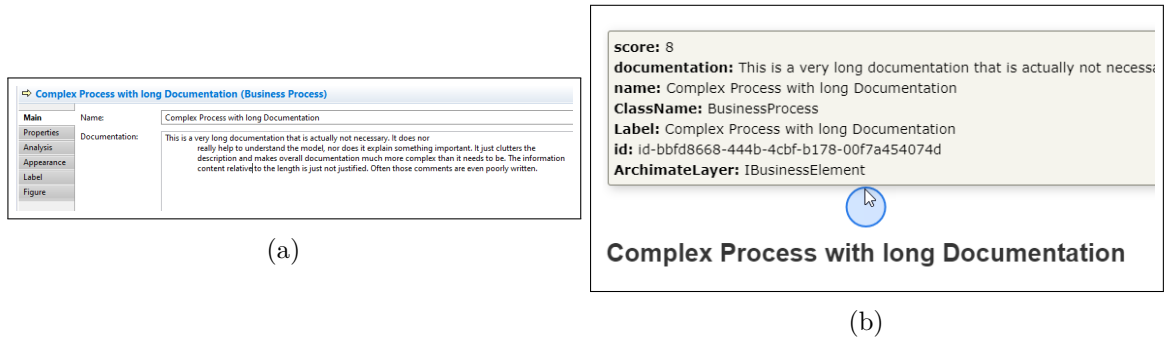 Complex Process with long Documentation (Business Process)
Main
Name:
Complex Process with long Documentation
Properties
Documentation:
This is a very long documentation that is actually not necessary. It does nor
really help to understand the model, nor does it explain something important. It just clutters the
description and makes overall documentation much more complex than it needs to be. The information
content relative to the length is just not justified. Often those comments are even poorly written.
Analysis
Appearance
Label
Figure
(a)
score: 8
documentation: This is a very long documentation that is actually not necess
name: Complex Process with long Documentation
ClassName: BusinessProcess
Label: Complex Process with long Documentation
id: id-bbfd8668-444b-4cbf-b178-00f7a454074d
ArchimateLayer: IBusinessElement
Complex Process with long Documentation
(b)